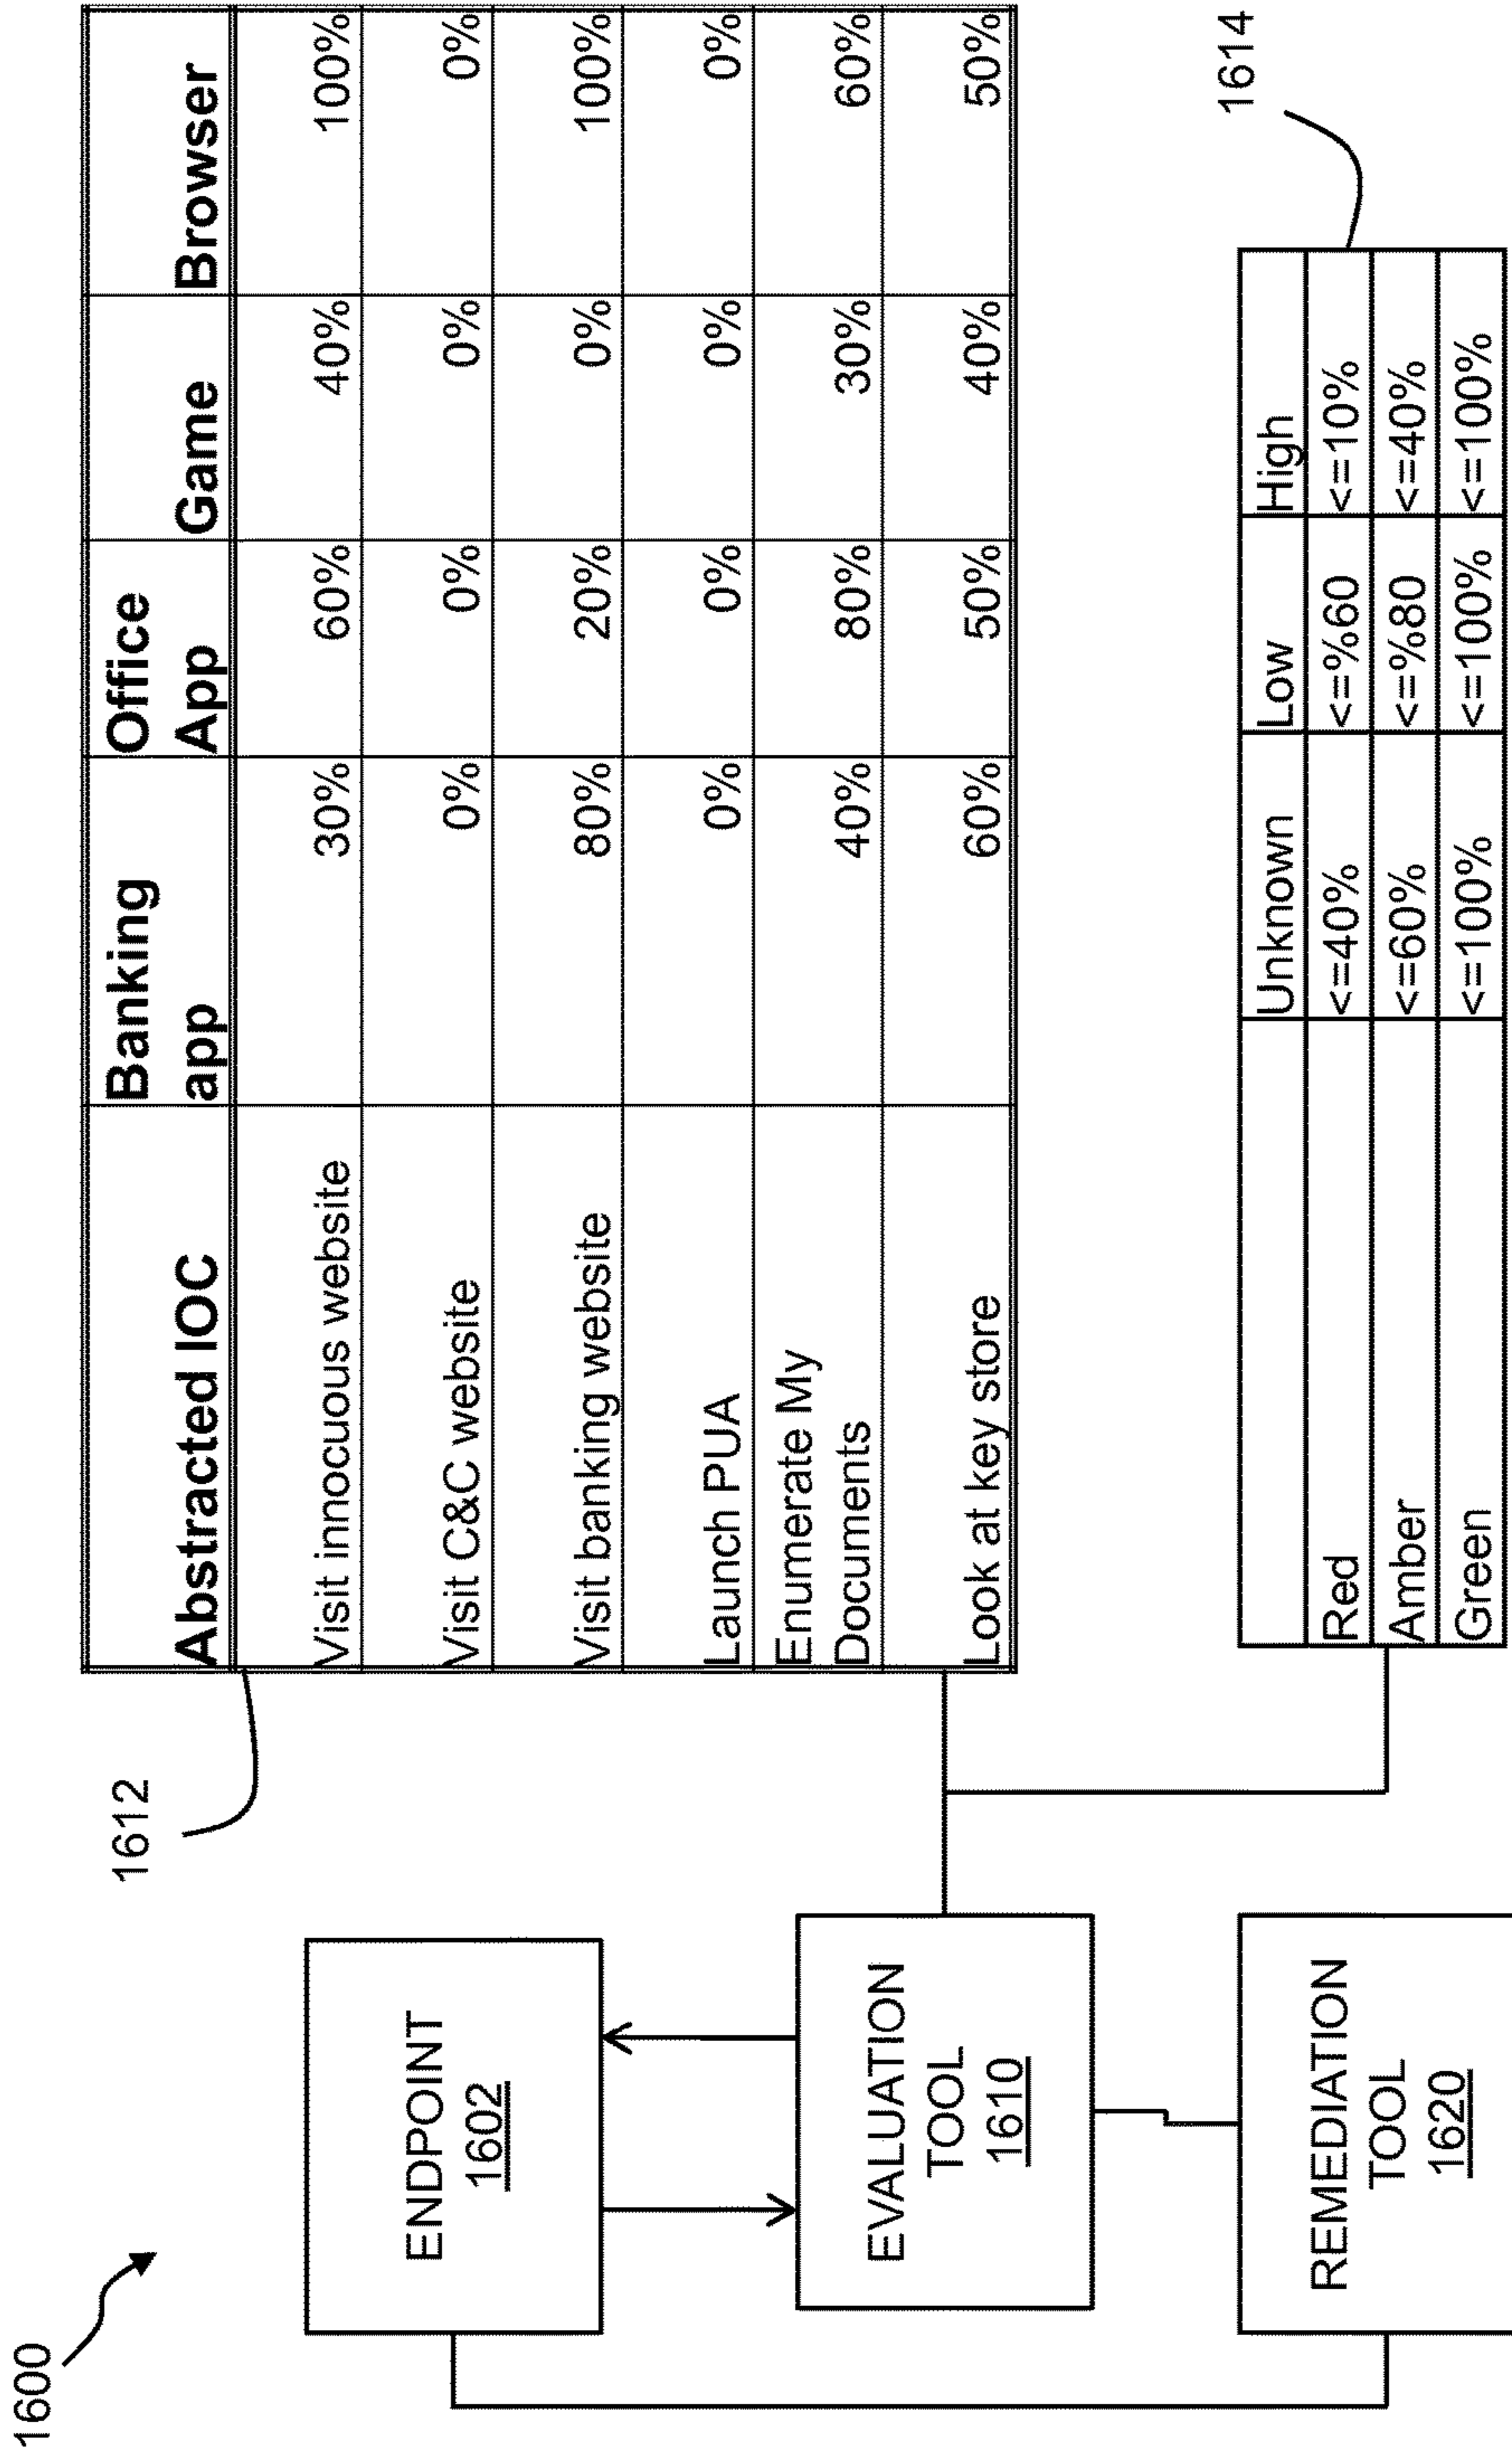 1600
ENDPOINT
1602
EVALUATION
TOOL
1610
REMEDIATION
TOOL
1620
1612
Abstracted IOC Banking app Office App Game Browser
Visit innocuous website 30% 60% 40% 100%
Visit C&C website 0% 0% 0% 0%
Visit banking website 80% 20% 0% 100%
Launch PUA 0% 0% 0% 0%
Enumerate My
Documents 40% 80% 30% 60%
Look at key store 60% 50% 40% 50%
1614
Unknown Low High
Red <=40% <=%60 <=10%
Amber <=60% <=%80 <=40%
Green <=100% <=100% <=100%